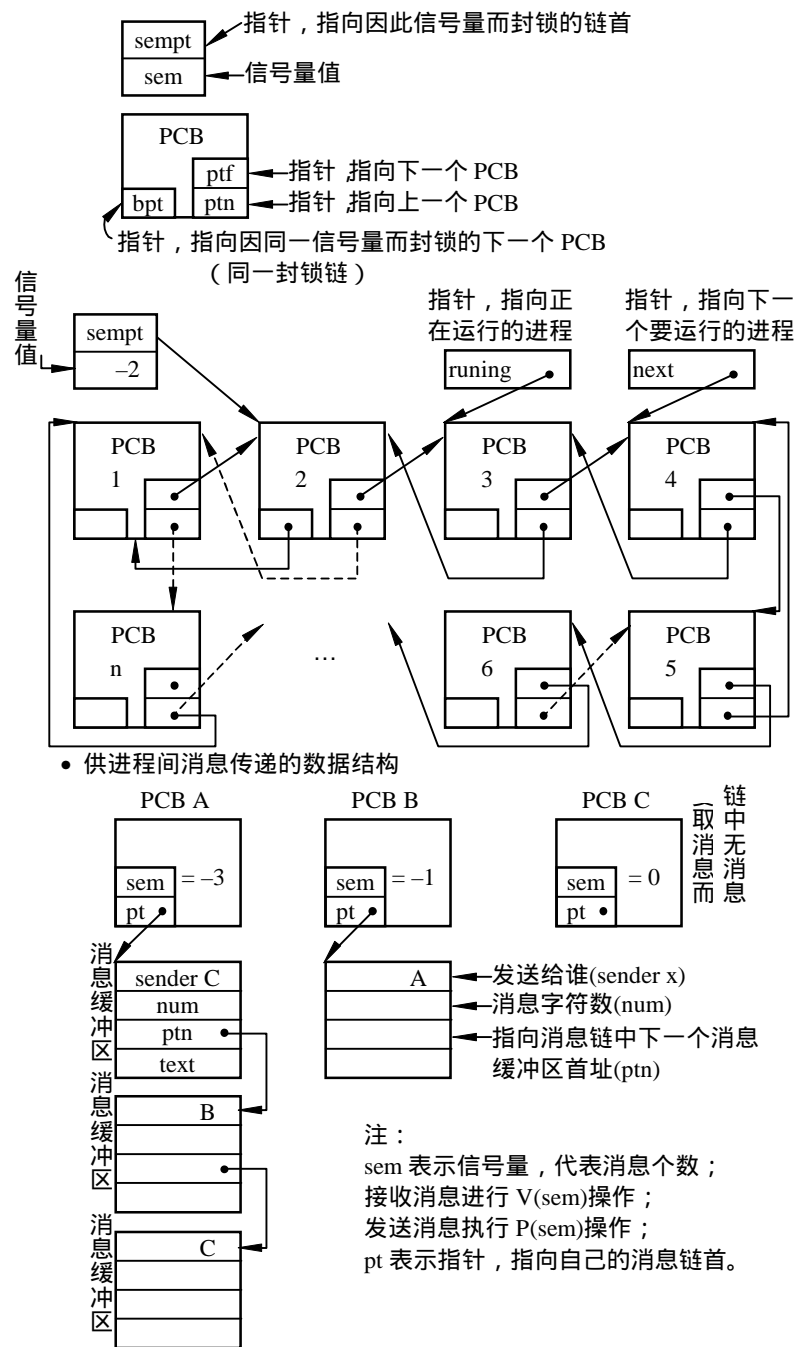 sempt
指针，指向因此信号量而封锁的链首
sem
信号量值
PCB
ptf
指针，指向下一个 PCB
bpt
ptn
指针，指向上一个 PCB
指针，指向因同一信号量而封锁的下一个 PCB
（同一封锁链）
信号量值
sempt
–2
指针，指向正
在运行的进程
runing
指针，指向下一
个要运行的进程
next
PCB
1
PCB
2
PCB
3
PCB
4
PCB
n
…
PCB
6
PCB
5
• 供进程间消息传递的数据结构
PCB A
sem
= –3
pt
PCB B
sem
= –1
pt
PCB C
sem
= 0
pt
链中无消息
（取消息而
消息缓冲区
sender C
num
ptn
text
A
发送给谁(sender x)
消息字符数(num)
指向消息链中下一个消息
缓冲区首址(ptn)
消息缓冲区
B
消息缓冲区
C
注：
sem 表示信号量，代表消息个数；
接收消息进行 V(sem)操作；
发送消息执行 P(sem)操作；
pt 表示指针，指向自己的消息链首。